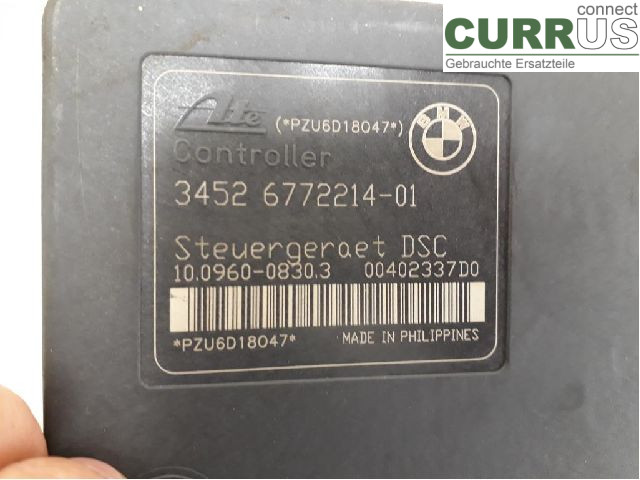 connect
CURRUS
Gebrauchte Ersatzteile
Ate (*PZU6D18047*)
BMW
Controller
3452 6772214-01
Steuergeraet DSC
10.0960-0830.3 00402337D0
*PZU6D18047* MADE IN PHILIPPINES